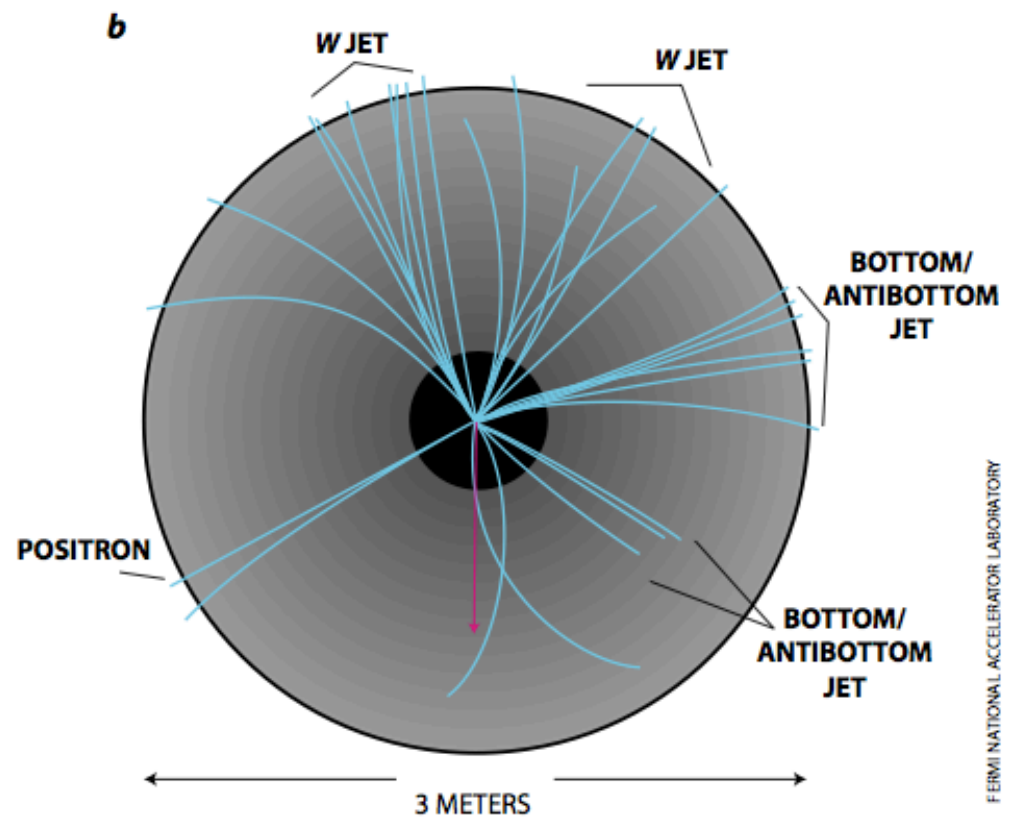 b
W JET
W JET
BOTTOM/
ANTIBOTTOM
JET
POSITRON
BOTTOM/
ANTIBOTTOM
JET
3 METERS
FERMI NATIONAL ACCELERATOR LABORATORY